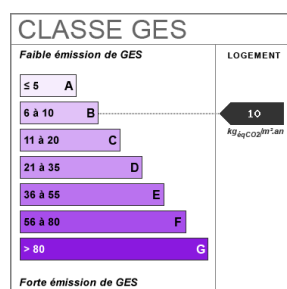 CLASSE GES
Faible émission de GES
LOGEMENT
≤ 5 A
6 à 10 B
10
kgéqCO2/m².an
11 à 20 C
21 à 35 D
36 à 55 E
56 à 80 F
> 80 G
Forte émission de GES